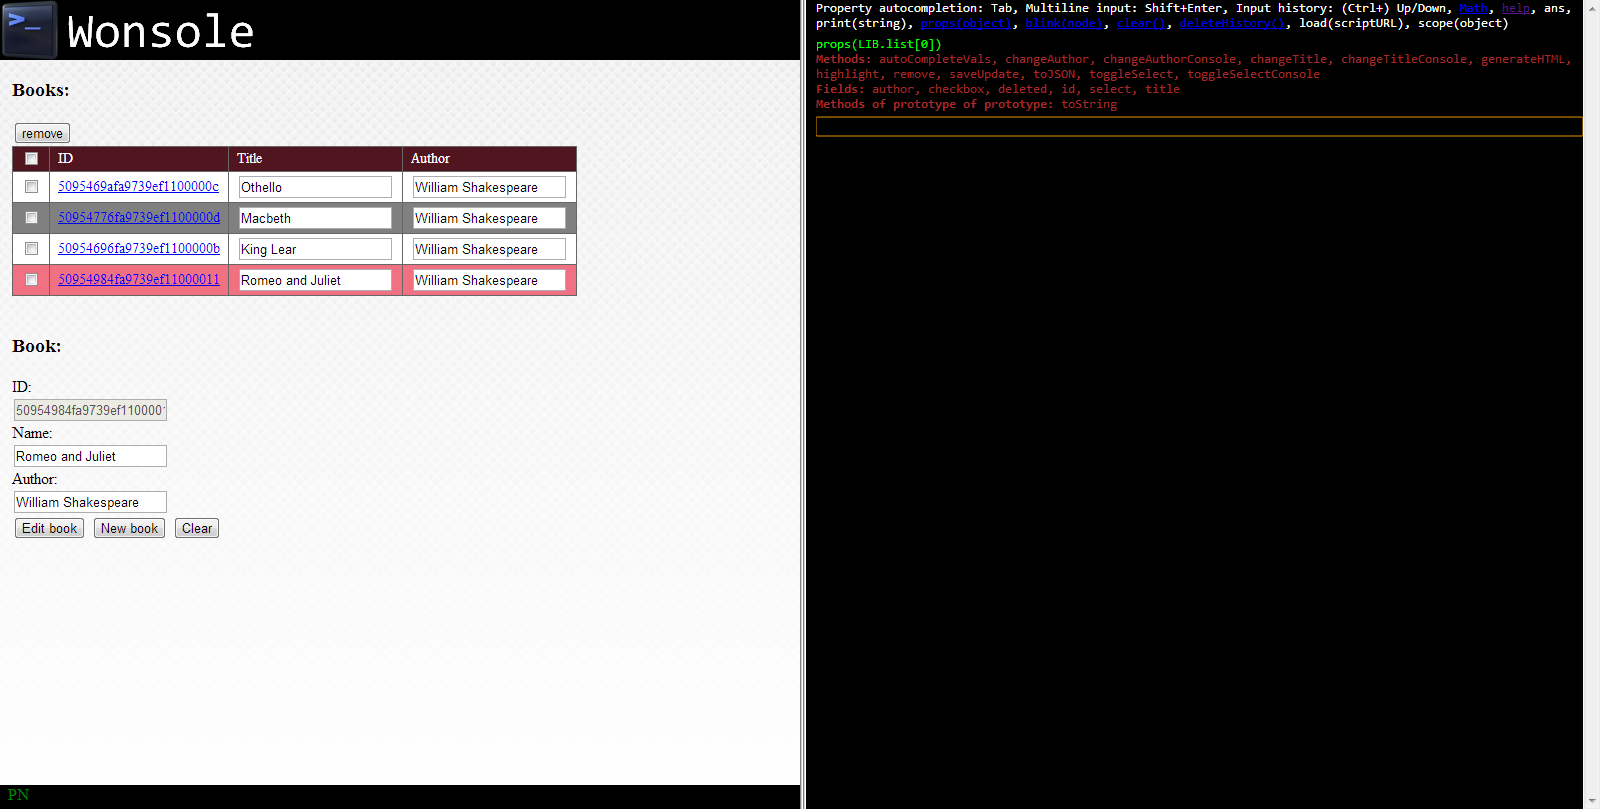 >_ Wonsole
Books:
remove
ID Title Author
5095469afa9739ef1100000c Othello William Shakespeare
50954776fa9739ef1100000d Macbeth William Shakespeare
50954696fa9739ef1100000b King Lear William Shakespeare
50954984fa9739ef11000011 Romeo and Juliet William Shakespeare
Book:
ID:
50954984fa9739ef1100001
Name:
Romeo and Juliet
Author:
William Shakespeare
Edit book New book Clear
PN
Property autocompletion: Tab, Multiline input: Shift+Enter, Input history: (Ctrl+) Up/Down, Math, help, ans,
print(string), props(object), blink(node), clear(), deleteHistory(), load(scriptURL), scope(object)
props(LIB.list[0])
Methods: autoCompleteVals, changeAuthor, changeAuthorConsole, changeTitle, changeTitleConsole, generateHTML,
highlight, remove, saveUpdate, toJSON, toggleSelect, toggleSelectConsole
Fields: author, checkbox, deleted, id, select, title
Methods of prototype of prototype: toString